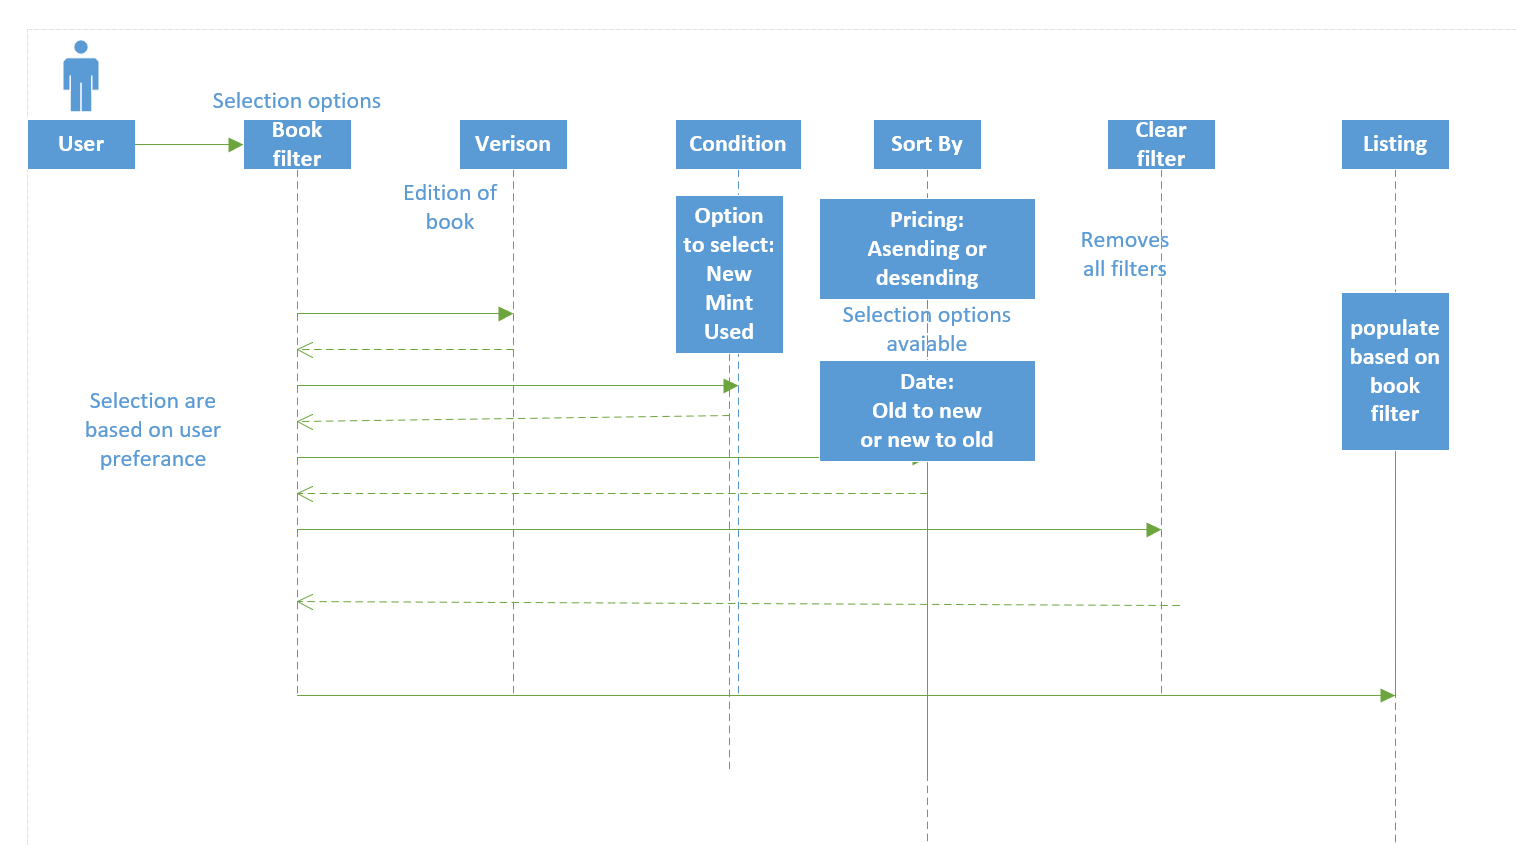 Selection options
User
Book
filter
Verison
Condition
Sort By
Clear
filter
Listing
Edition of
book
Option
to select:
New
Mint
Used
Pricing:
Asending or
desending
Selection options
avaiable
Date:
Old to new
or new to old
Removes
all filters
populate
based on
book
filter
Selection are
based on user
preferance